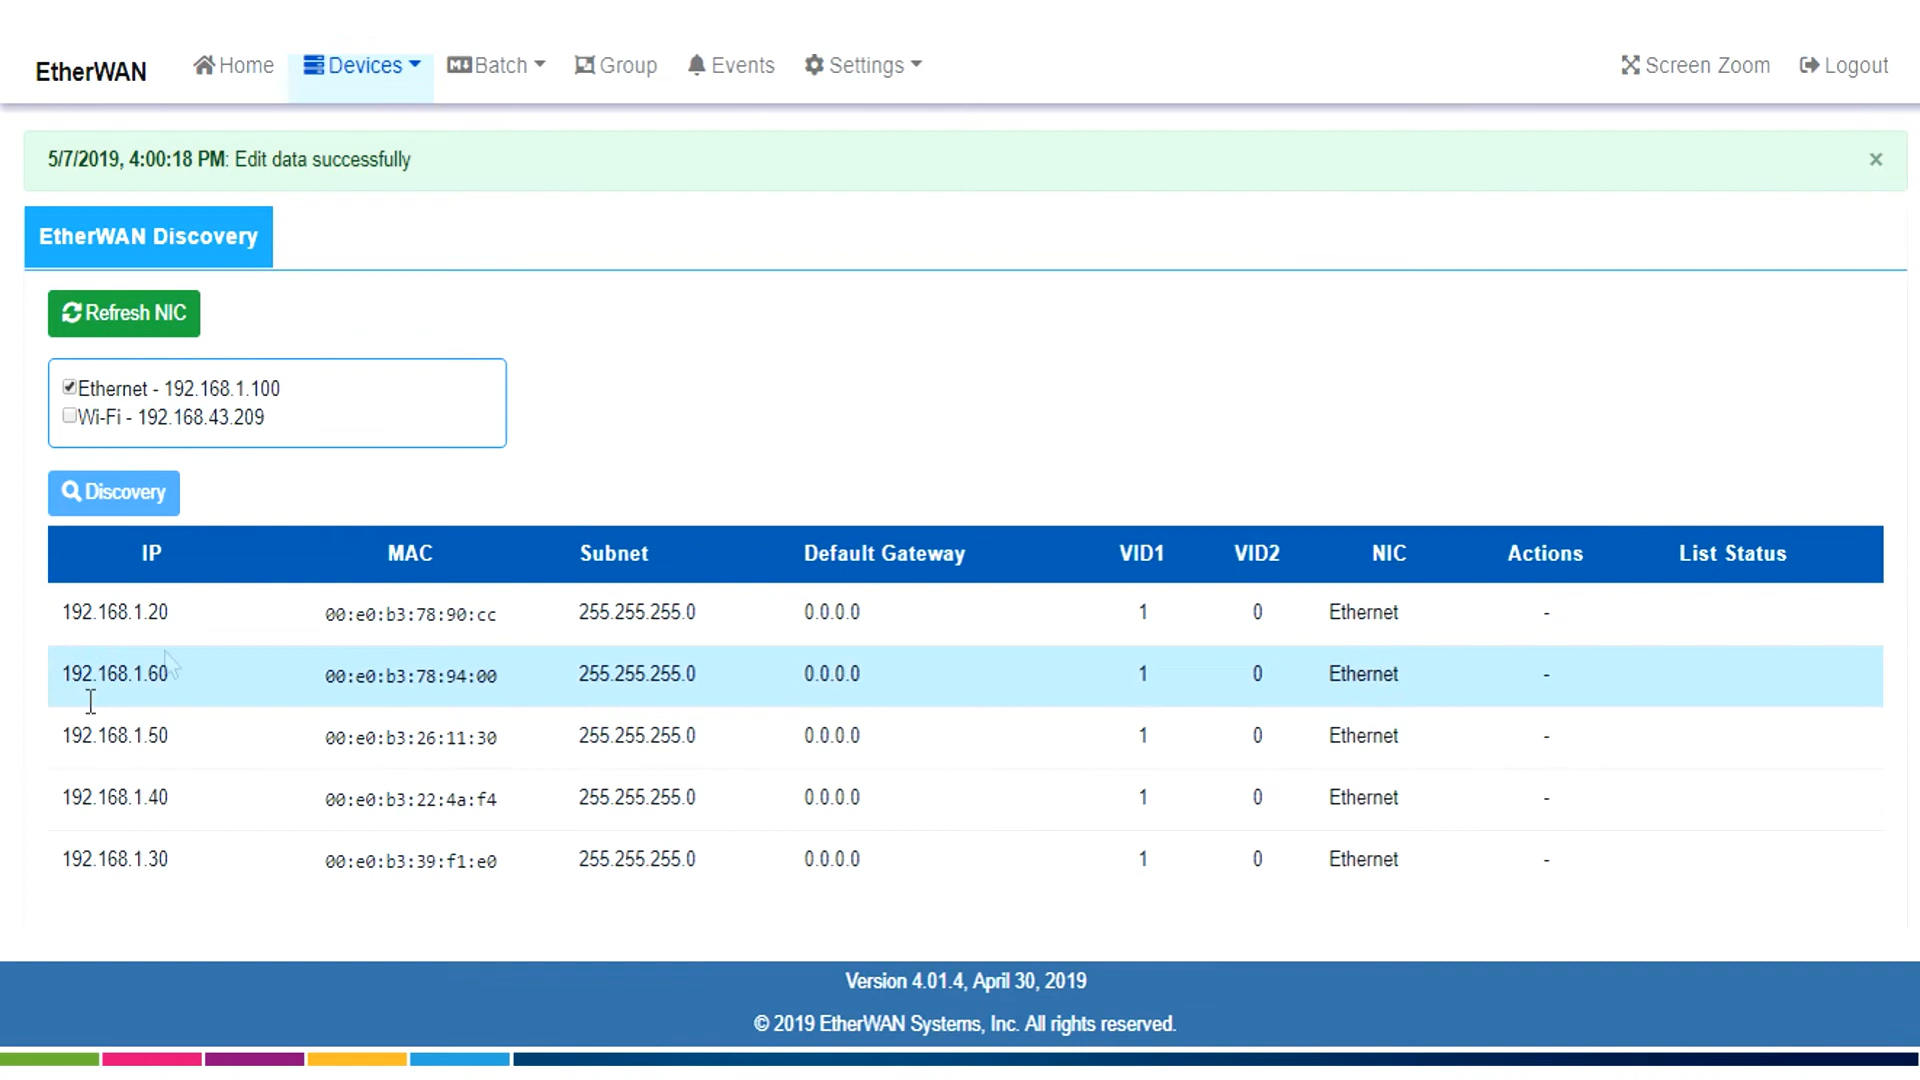 EtherWAN Home Devices Batch Group Events Settings Screen Zoom Logout
5/7/2019, 4:00:18 PM: Edit data successfully ×
EtherWAN Discovery
Refresh NIC
Ethernet - 192.168.1.100
Wi-Fi - 192.168.43.209
Discovery
IP MAC Subnet Default Gateway VID1 VID2 NIC Actions List Status
192.168.1.20 00:e0:b3:78:90:cc 255.255.255.0 0.0.0.0 1 0 Ethernet -
192.168.1.60 00:e0:b3:78:94:00 255.255.255.0 0.0.0.0 1 0 Ethernet -
192.168.1.50 00:e0:b3:26:11:30 255.255.255.0 0.0.0.0 1 0 Ethernet -
192.168.1.40 00:e0:b3:22:4a:f4 255.255.255.0 0.0.0.0 1 0 Ethernet -
192.168.1.30 00:e0:b3:39:f1:e0 255.255.255.0 0.0.0.0 1 0 Ethernet -
Version 4.01.4, April 30, 2019
© 2019 EtherWAN Systems, Inc. All rights reserved.